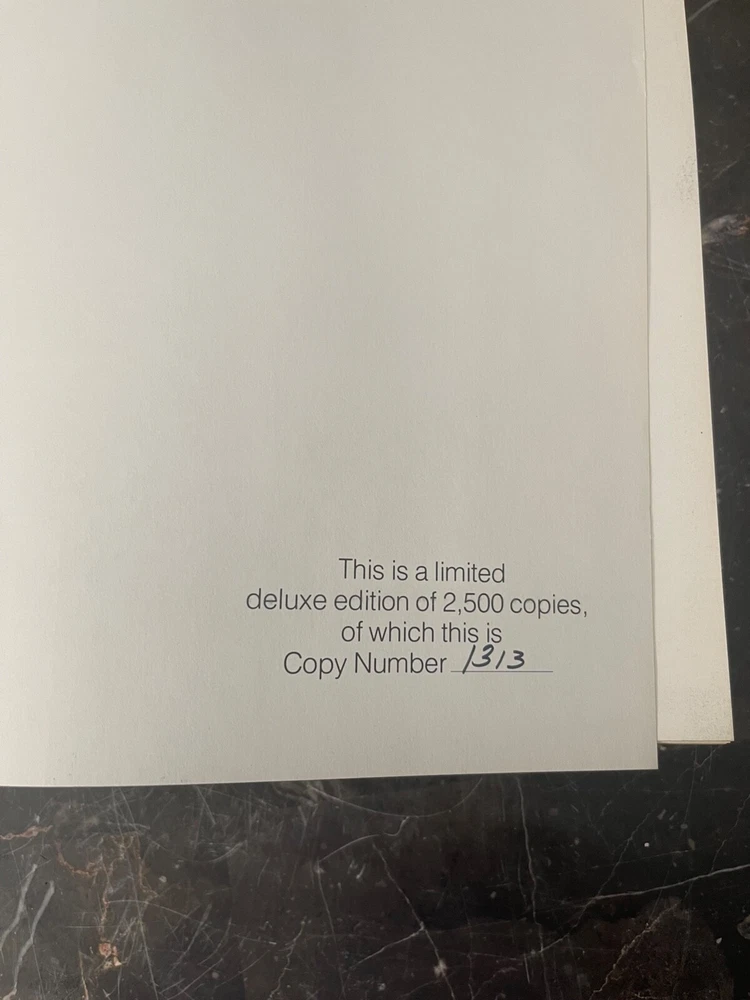 This is a limited
deluxe edition of 2,500 copies,
of which this is
Copy Number 1313